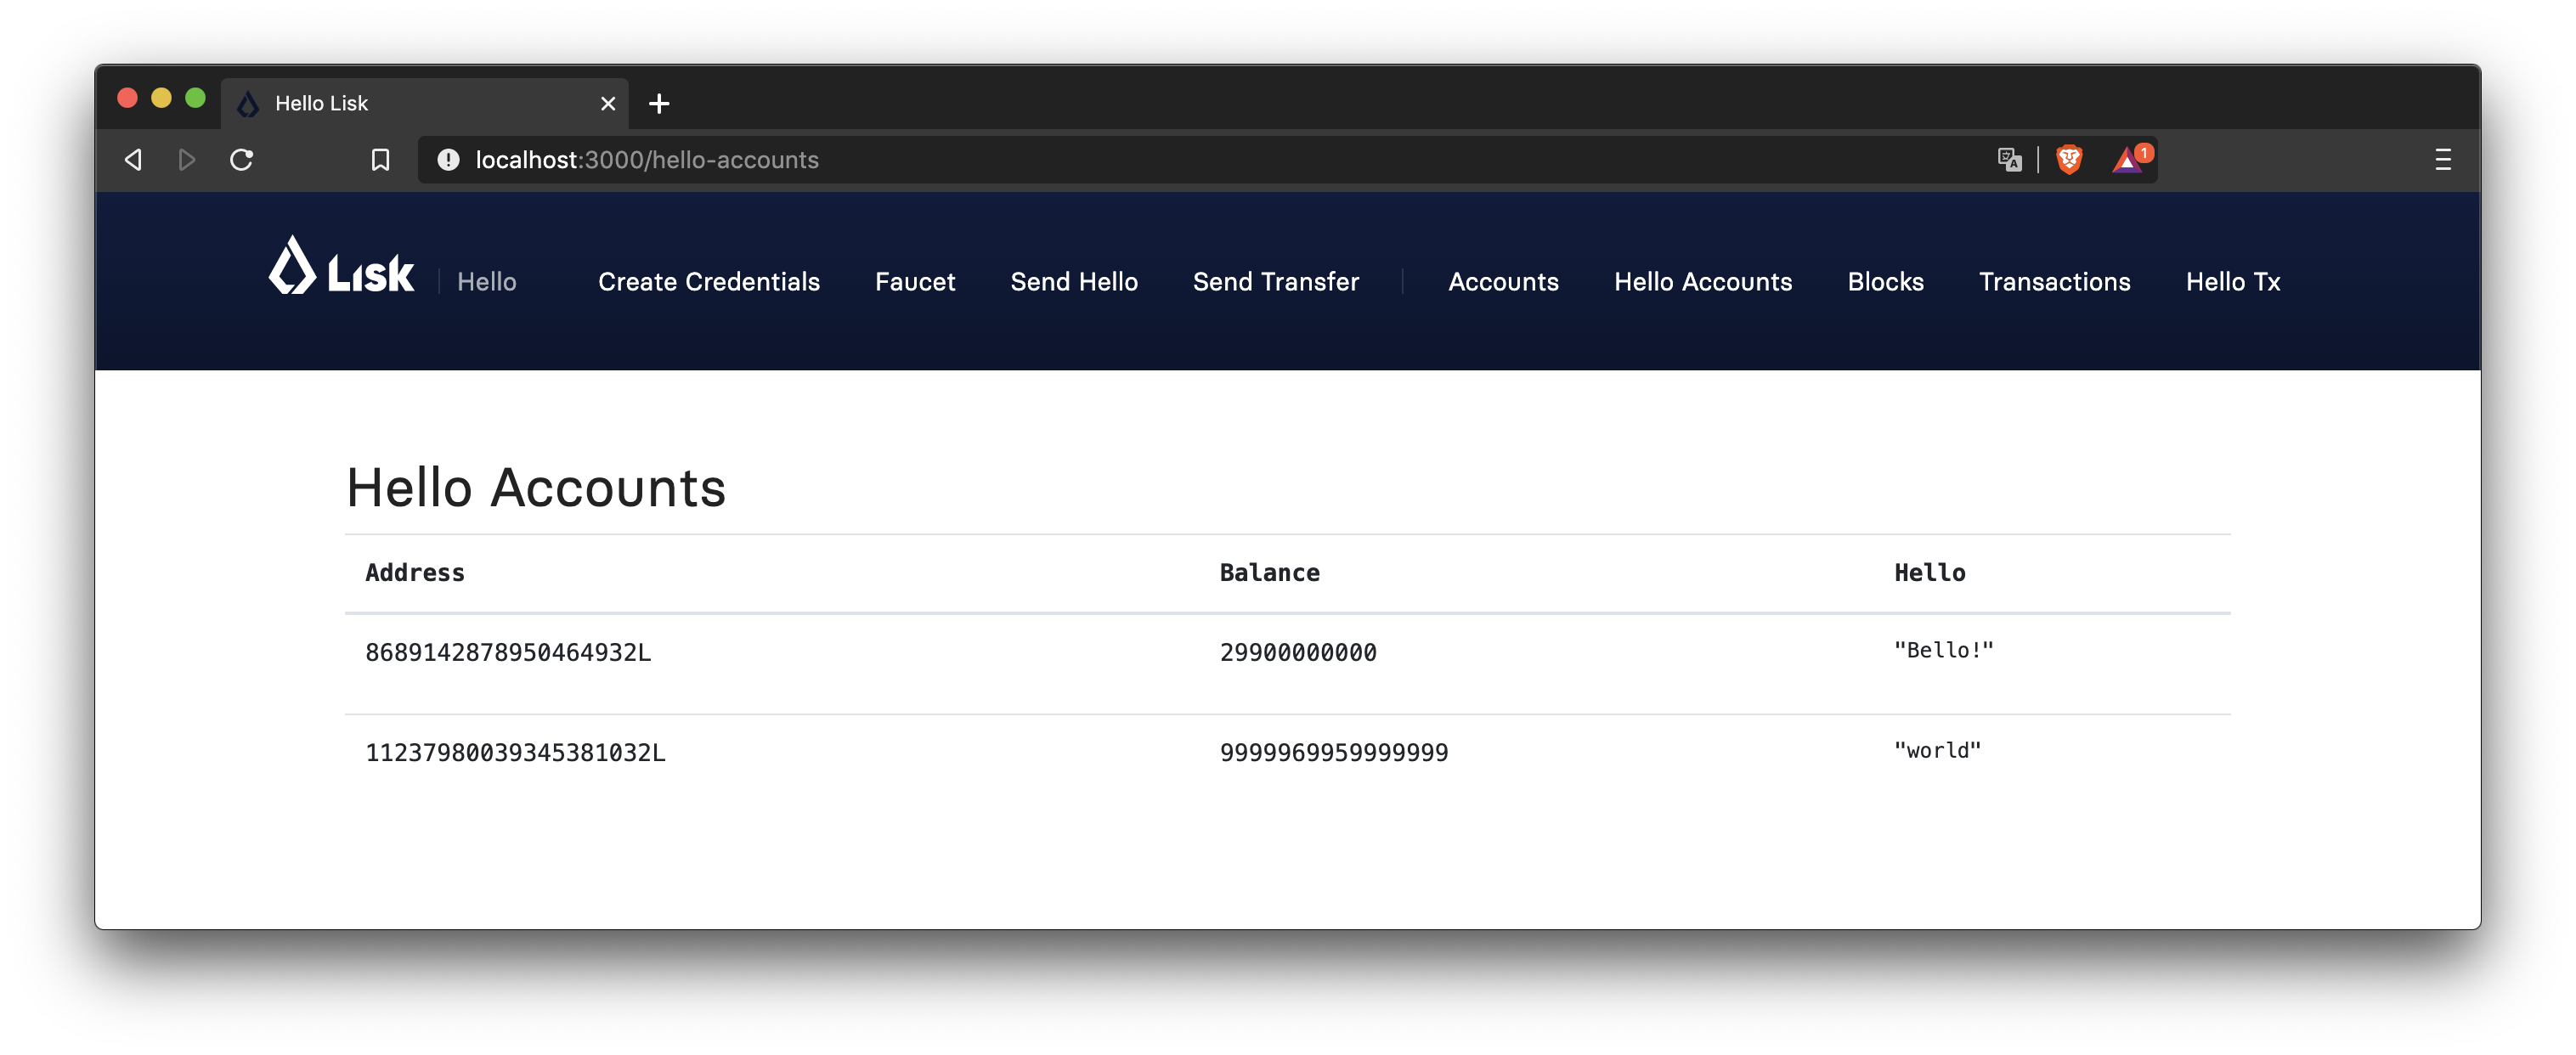 Hello Lisk
localhost:3000/hello-accounts
1
Lisk Hello Create Credentials Faucet Send Hello Send Transfer Accounts Hello Accounts Blocks Transactions Hello Tx
Hello Accounts
Address Balance Hello
8689142878950464932L 29900000000 "Bello!"
11237980039345381032L 9999969959999999 "world"